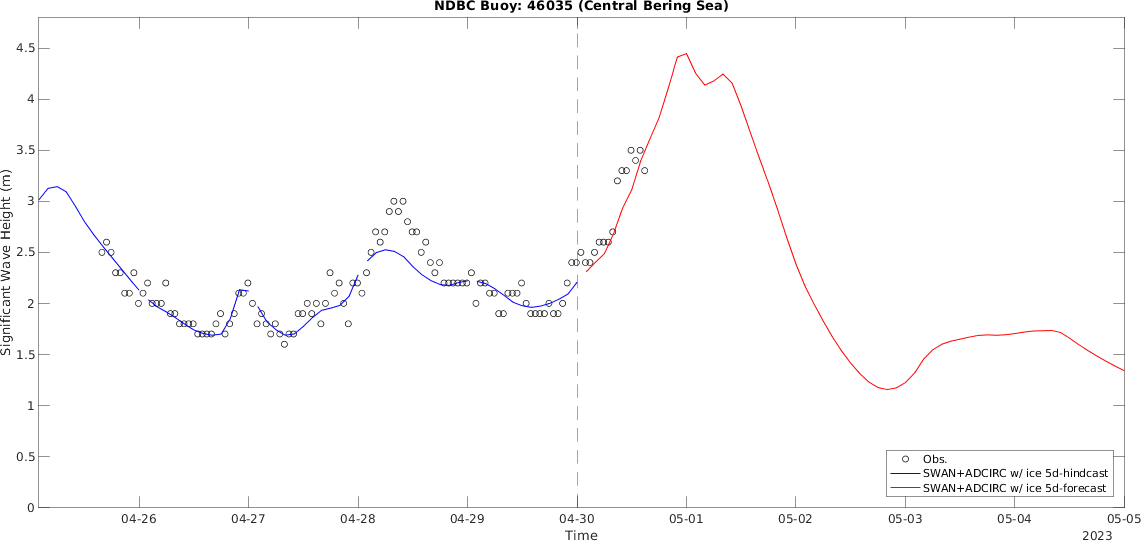 NDBC Buoy: 46035 (Central Bering Sea)
Significant Wave Height (m)
4.5
4
3.5
3
2.5
2
1.5
1
0.5
0
04-26 04-27 04-28 04-29 04-30 05-01 05-02 05-03 05-04 05-05
Time
2023
Obs.
SWAN+ADCIRC w/ ice 5d-hindcast
SWAN+ADCIRC w/ ice 5d-forecast